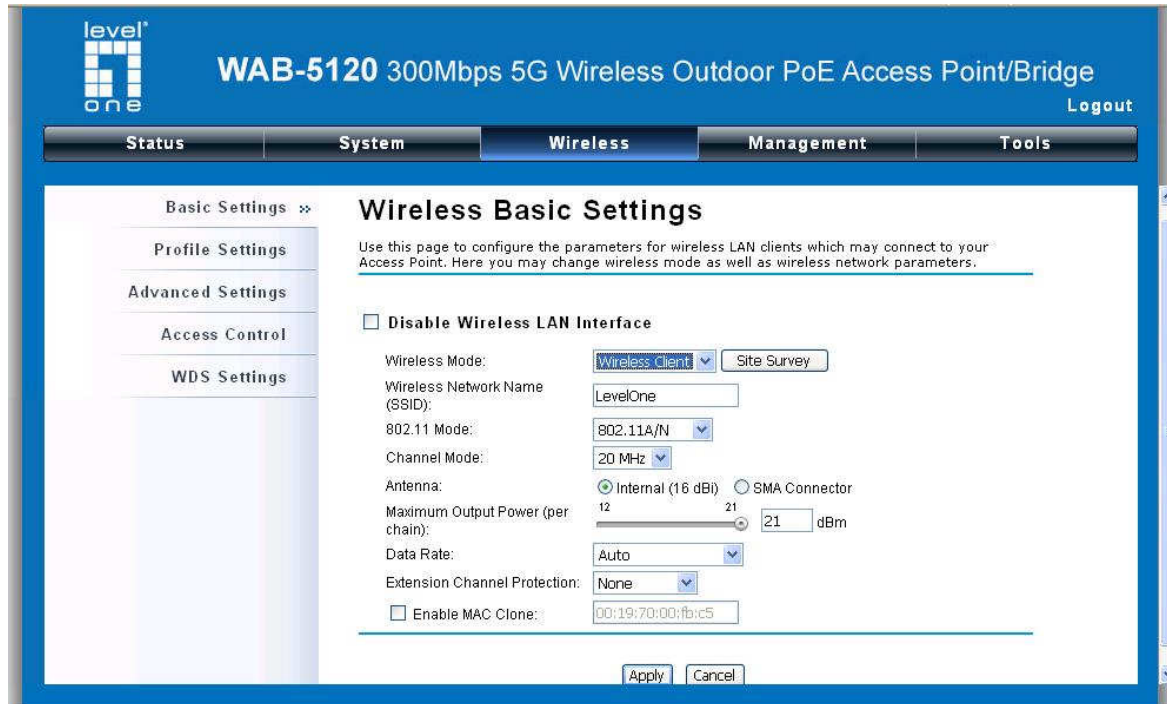 level one
WAB-5120 300Mbps 5G Wireless Outdoor PoE Access Point/Bridge
Logout
Status System Wireless Management Tools
Basic Settings »
Profile Settings
Advanced Settings
Access Control
WDS Settings
Wireless Basic Settings
Use this page to configure the parameters for wireless LAN clients which may connect to your
Access Point. Here you may change wireless mode as well as wireless network parameters.
Disable Wireless LAN Interface
Wireless Mode: Wireless Client Site Survey
Wireless Network Name
(SSID): LevelOne
802.11 Mode: 802.11A/N
Channel Mode: 20 MHz
Antenna: Internal (16 dBi) SMA Connector
Maximum Output Power (per
chain): 12 21 21 dBm
Data Rate: Auto
Extension Channel Protection: None
Enable MAC Clone: 00:19:70:00:fb:c5
Apply Cancel